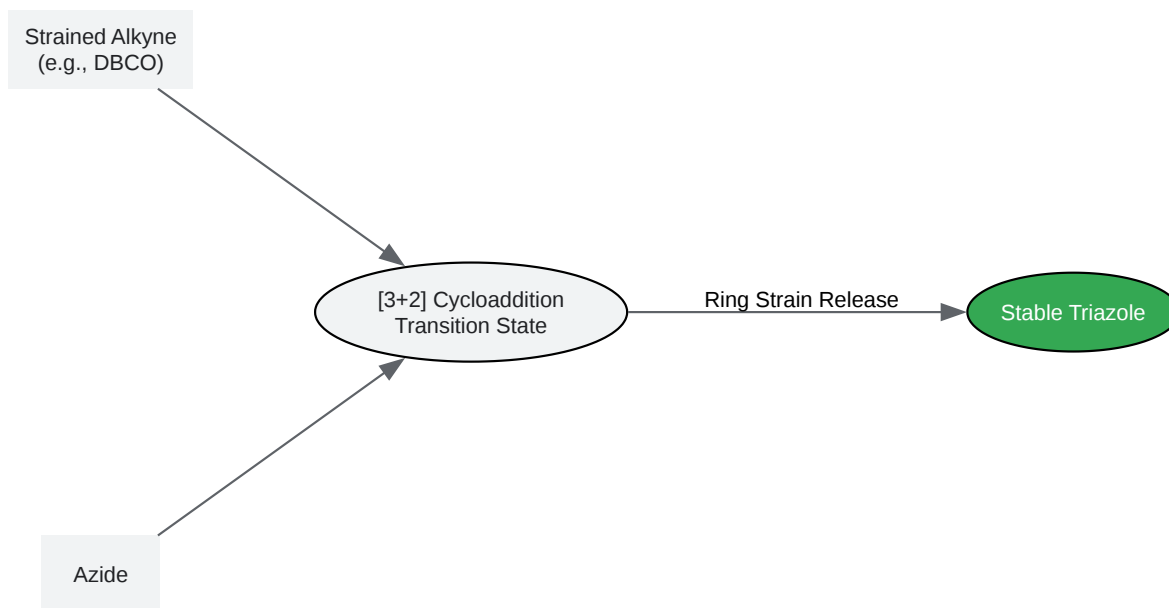 Strained Alkyne
(e.g., DBCO)
[3+2] Cycloaddition
Transition State
Ring Strain Release
Stable Triazole
Azide